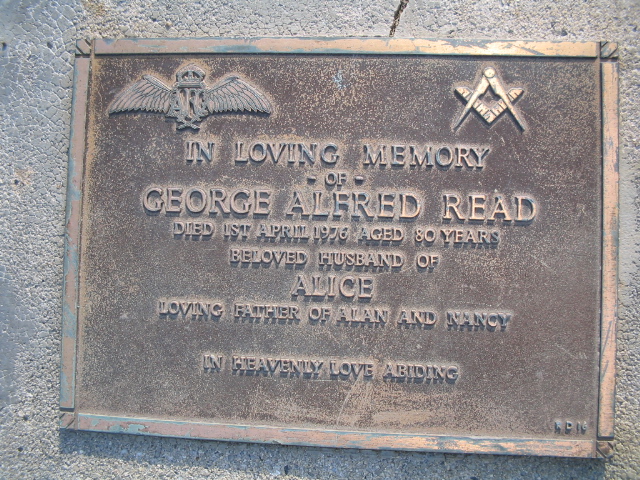 IN LOVING MEMORY
- OF -
GEORGE ALFRED READ
DIED 1ST APRIL 1976 AGED 80 YEARS
BELOVED HUSBAND OF
ALICE
LOVING FATHER OF ALAN AND NANCY
IN HEAVENLY LOVE ABIDING